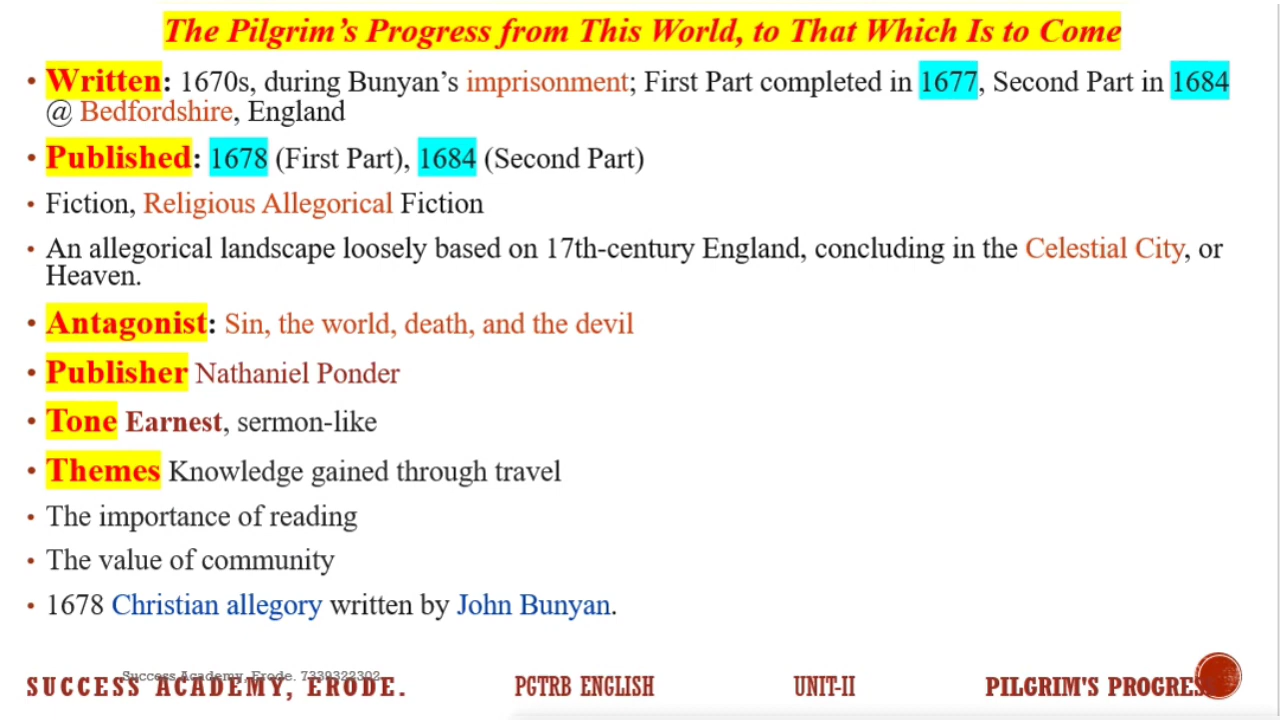 The Pilgrim's Progress from This World, to That Which Is to Come
• Written: 1670s, during Bunyan's imprisonment; First Part completed in 1677, Second Part in 1684
@ Bedfordshire, England
• Published: 1678 (First Part), 1684 (Second Part)
• Fiction, Religious Allegorical Fiction
• An allegorical landscape loosely based on 17th-century England, concluding in the Celestial City, or
Heaven.
• Antagonist: Sin, the world, death, and the devil
• Publisher Nathaniel Ponder
• Tone Earnest, sermon-like
• Themes Knowledge gained through travel
• The importance of reading
• The value of community
• 1678 Christian allegory written by John Bunyan.
Success Academy, Erode. 7339322302
SUCCESS ACADEMY, ERODE. PGTRB ENGLISH UNIT-II PILGRIM'S PROGRES